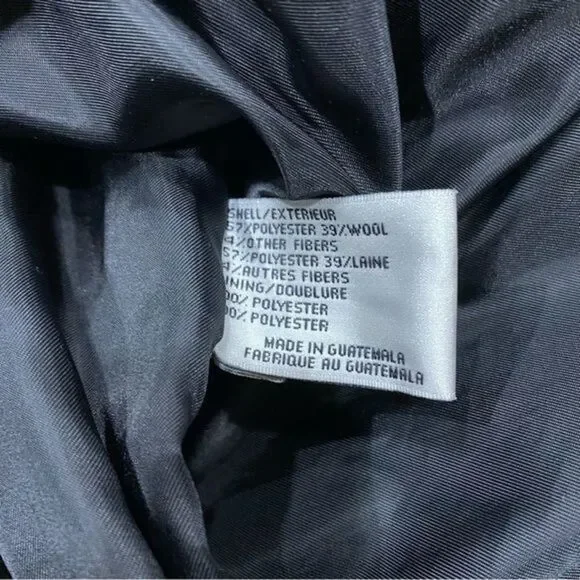 SHELL/EXTERIEUR
57%POLYESTER 39%WOOL
4%OTHER FIBERS
57%POLYESTER 39%LAINE
4%AUTRES FIBERS
INING/DOUBLURE
00% POLYESTER
00% POLYESTER
MADE IN GUATEMALA
FABRIQUE AU GUATEMALA